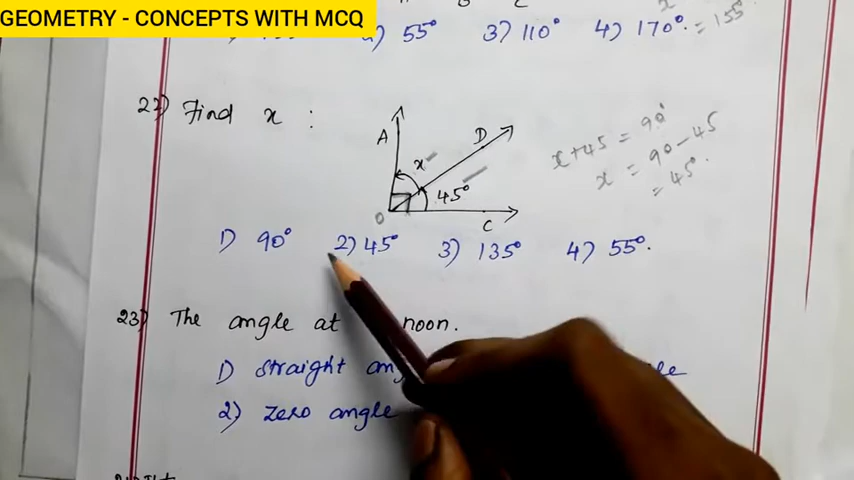 GEOMETRY - CONCEPTS WITH MCQ
55° 3) 110° 4) 170°. = 155°
22) Find x :
A
D
x
45°
O
C
x+45 = 90°
x = 90-45
= 45°.
1) 90° 2) 45° 3) 135° 4) 55°.
23) The angle at noon.
1) straight
2) zero angle